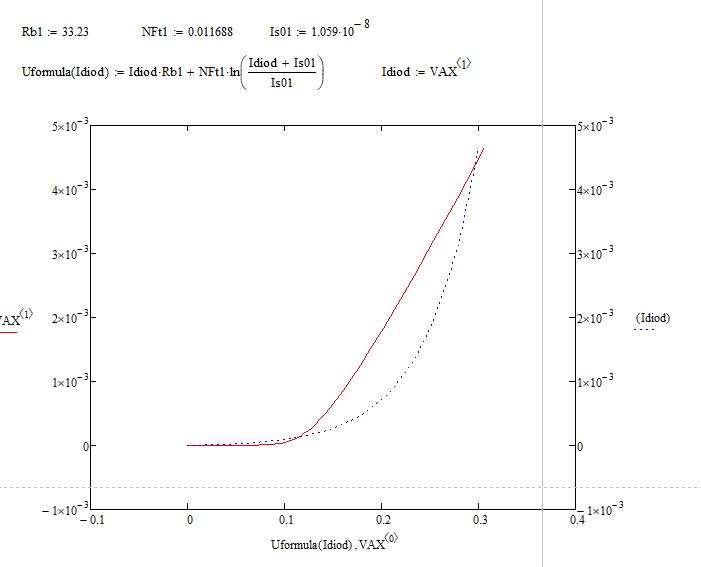 Rb1 := 33.23 NFt1 := 0.011688 Is01 := 1.059·10^-8
Uformula(Idiod) := Idiod·Rb1 + NFt1·ln((Idiod + Is01)/Is01) Idiod := VAX^⟨1⟩
5×10^-3 5×10^-3
4×10^-3 4×10^-3
3×10^-3 3×10^-3
VAX^⟨1⟩ 2×10^-3 2×10^-3 (Idiod)
1×10^-3 1×10^-3
0 0
−1×10^-3 −1×10^-3
−0.1 0 0.1 0.2 0.3 0.4
Uformula(Idiod),VAX^⟨0⟩